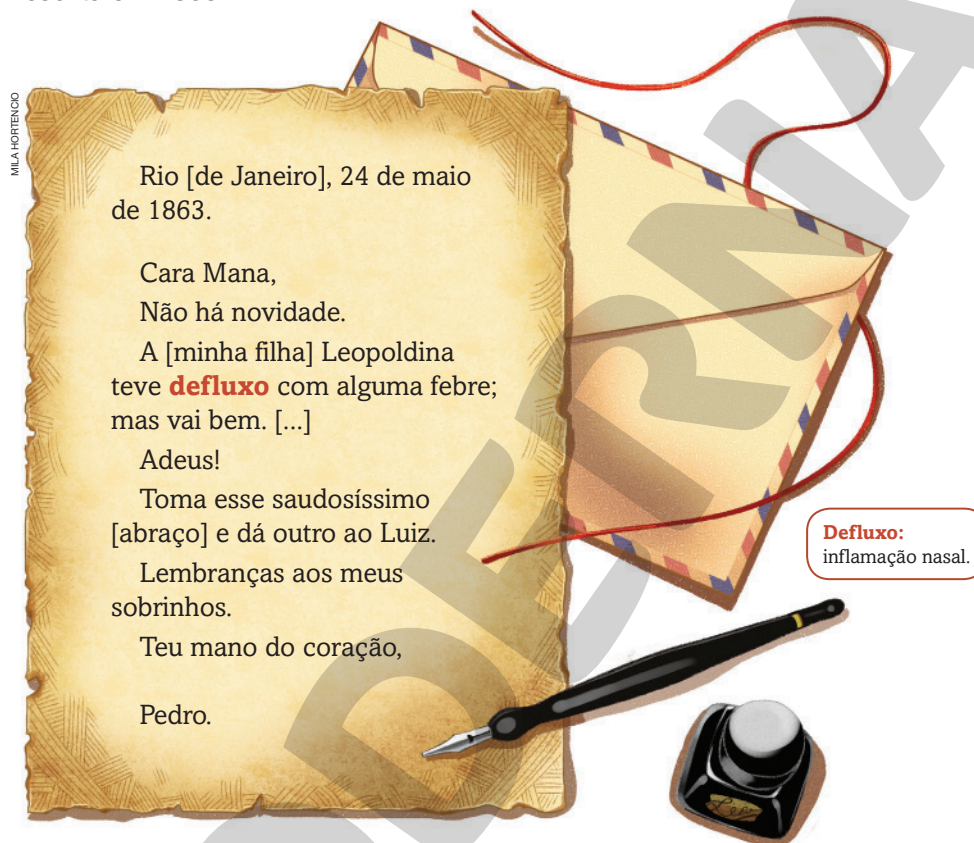 MILA HORTENCIO
Rio [de Janeiro], 24 de maio
de 1863.
Cara Mana,
Não há novidade.
A [minha filha] Leopoldina
teve defluxo com alguma febre;
mas vai bem. [...]
Adeus!
Toma esse saudosíssimo
[abraço] e dá outro ao Luiz.
Lembranças aos meus
sobrinhos.
Teu mano do coração,
Pedro.
Defluxo:
inflamação nasal.